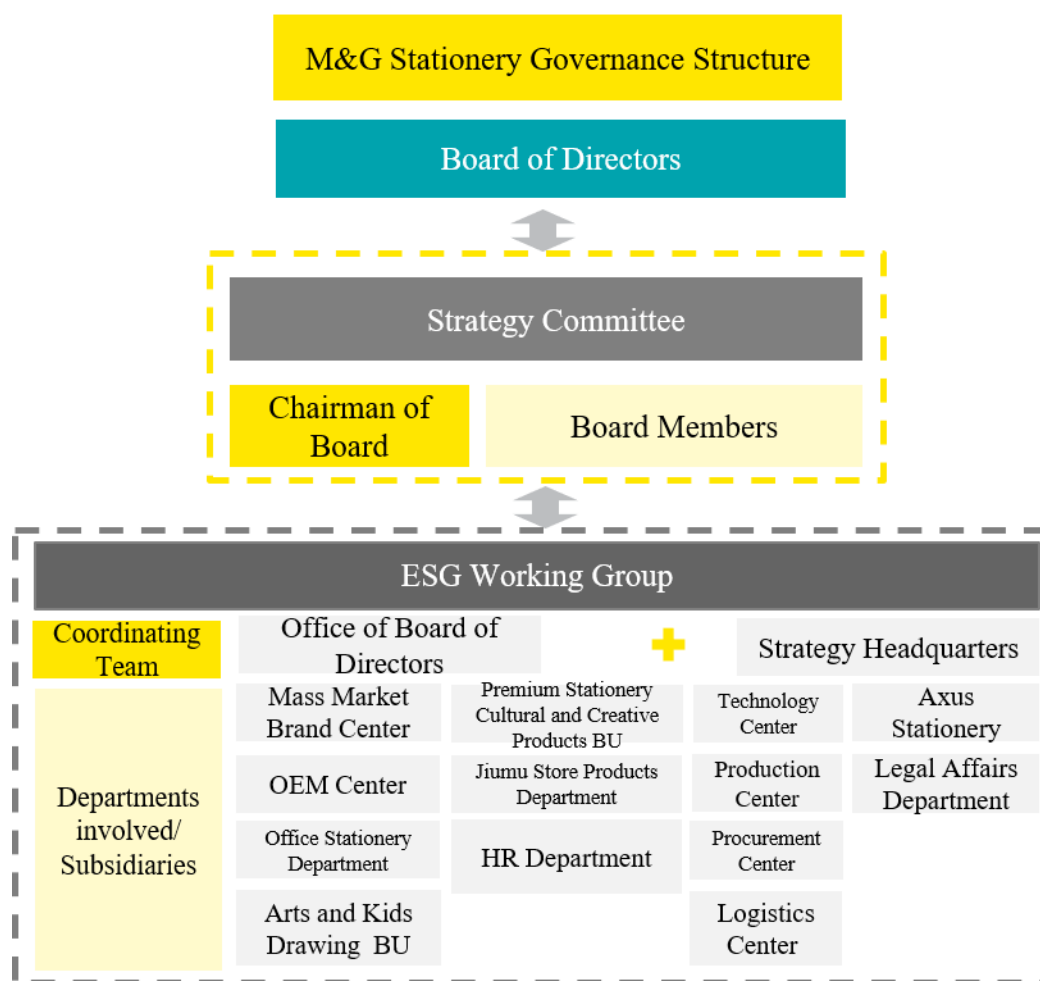 M&G Stationery Governance Structure
Board of Directors
Strategy Committee
Chairman of
Board
Board Members
ESG Working Group
Coordinating
Team
Office of Board of
Directors
Strategy Headquarters
Departments
involved/
Subsidiaries
Mass Market
Brand Center
Premium Stationery
Cultural and Creative
Products BU
Technology
Center
Axus
Stationery
OEM Center
Jiumu Store Products
Department
Production
Center
Legal Affairs
Department
Office Stationery
Department
HR Department
Procurement
Center
Arts and Kids
Drawing BU
Logistics
Center